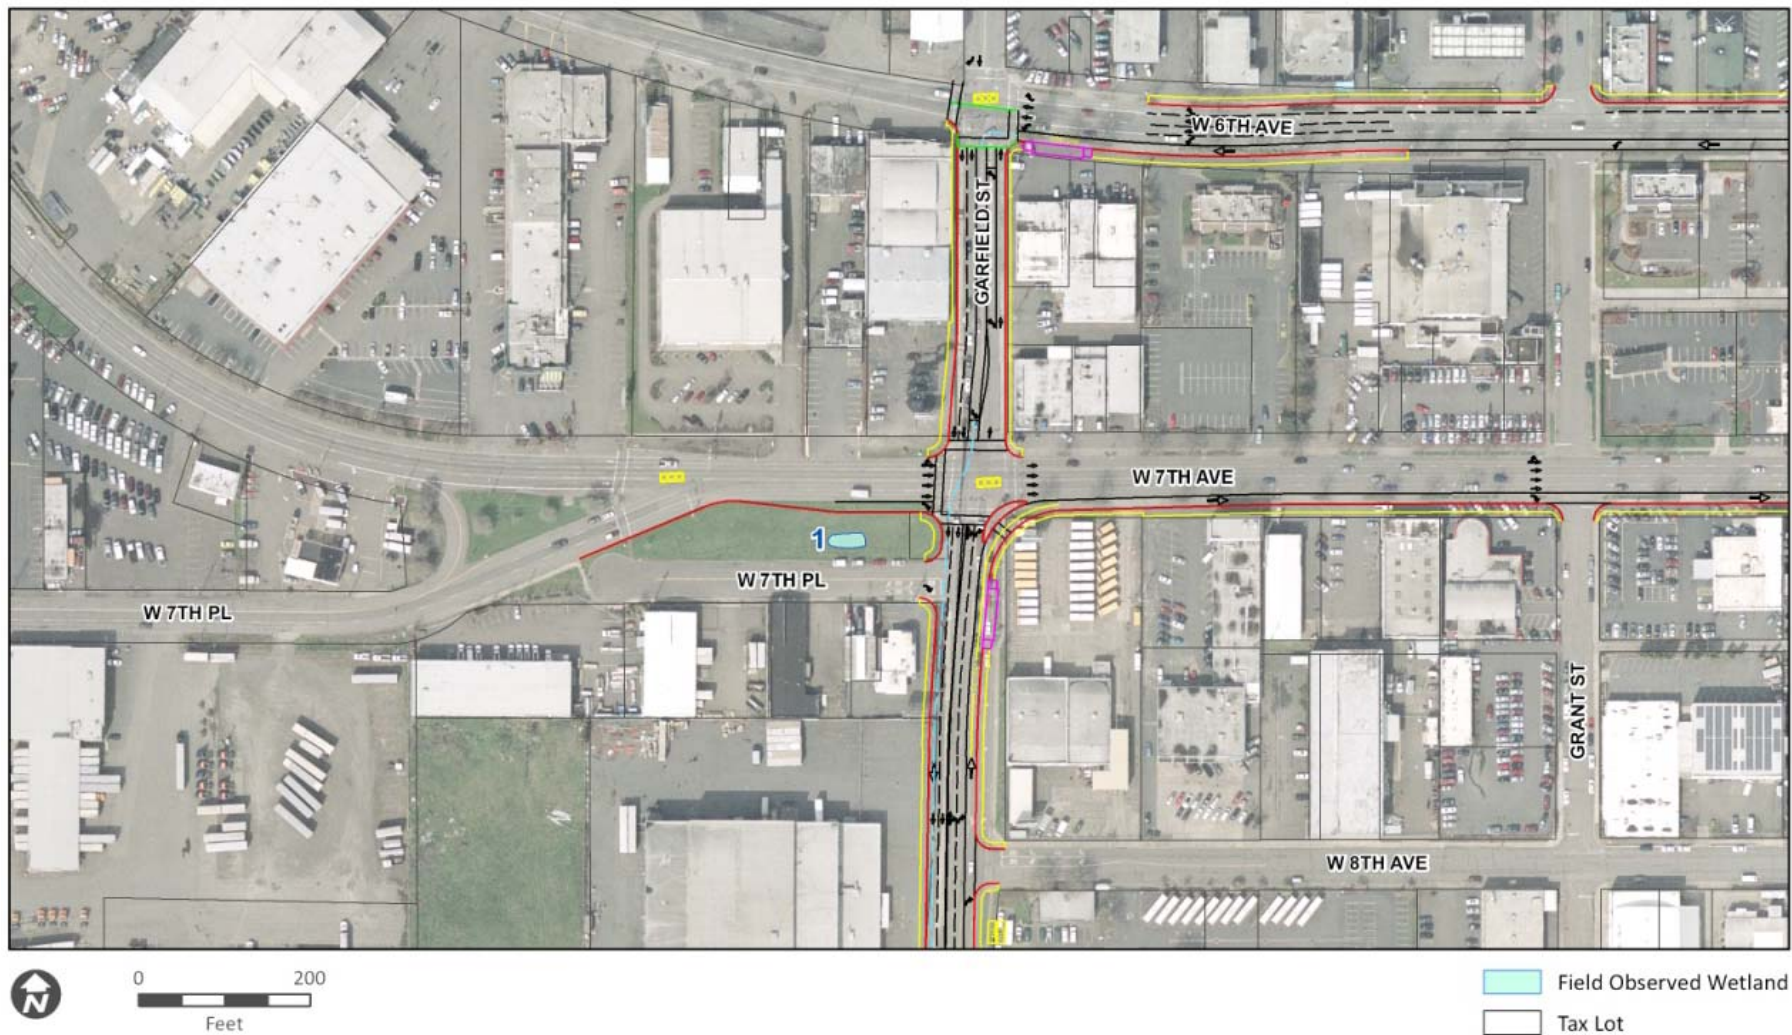 W 6TH AVE
GARFIELD ST
W 7TH AVE
1
W 7TH PL
W 7TH PL
GRANT ST
W 8TH AVE
N
0 200
Feet
Field Observed Wetland
Tax Lot